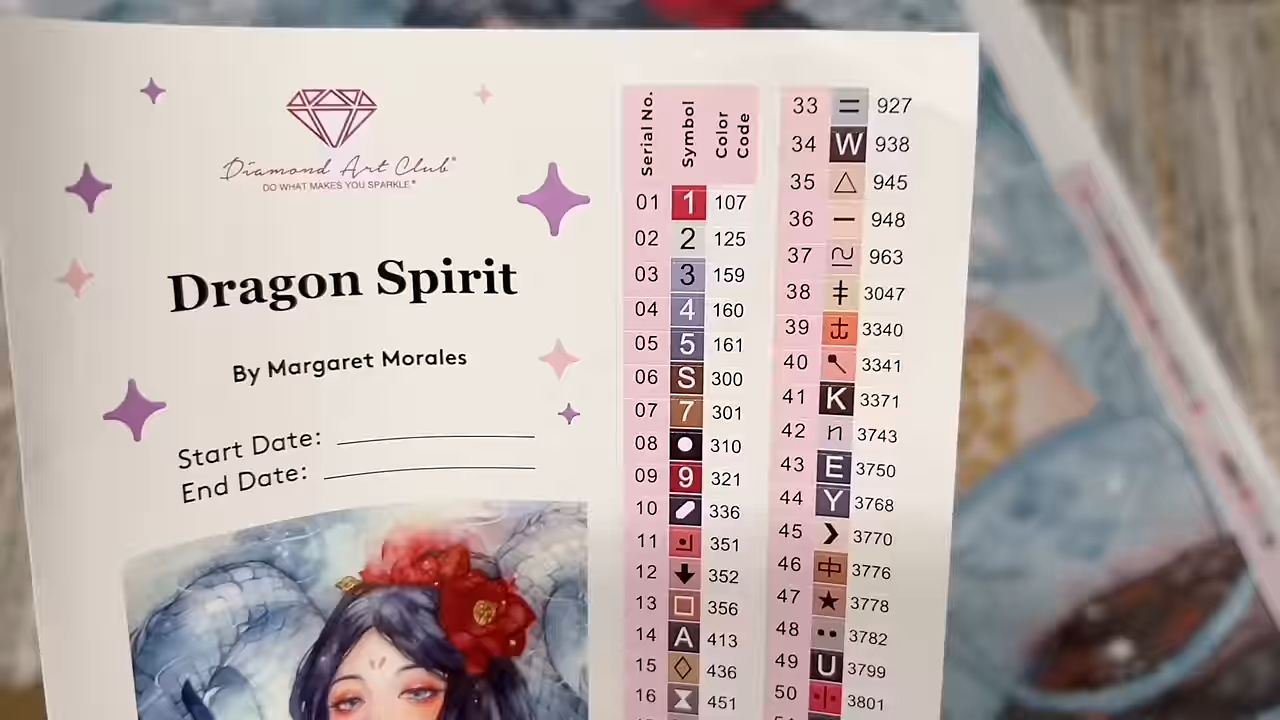 Diamond Art Club®
DO WHAT MAKES YOU SPARKLE.®
Dragon Spirit
By Margaret Morales
Start Date:
End Date:
Serial No. Symbol Color Code
01 1 107
02 2 125
03 3 159
04 4 160
05 5 161
06 S 300
07 7 301
08 310
09 9 321
10 336
11 351
12 352
13 356
14 A 413
15 436
16 451
33 = 927
34 W 938
35 △ 945
36 − 948
37 963
38 ‡ 3047
39 3340
40 3341
41 K 3371
42 n 3743
43 E 3750
44 Y 3768
45 3770
46 中 3776
47 ★ 3778
48 •• 3782
49 U 3799
50 3801